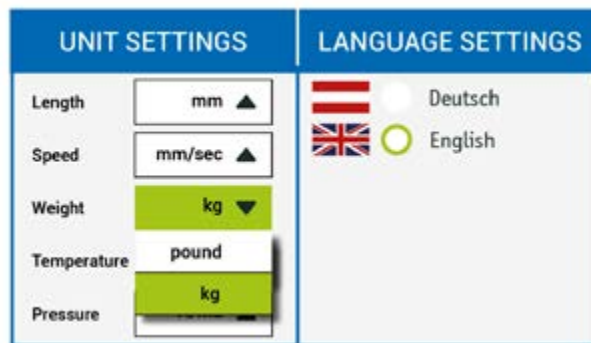 UNIT SETTINGS
Length mm
Speed mm/sec
Weight kg
pound
Temperature
kg
Pressure
LANGUAGE SETTINGS
Deutsch
English